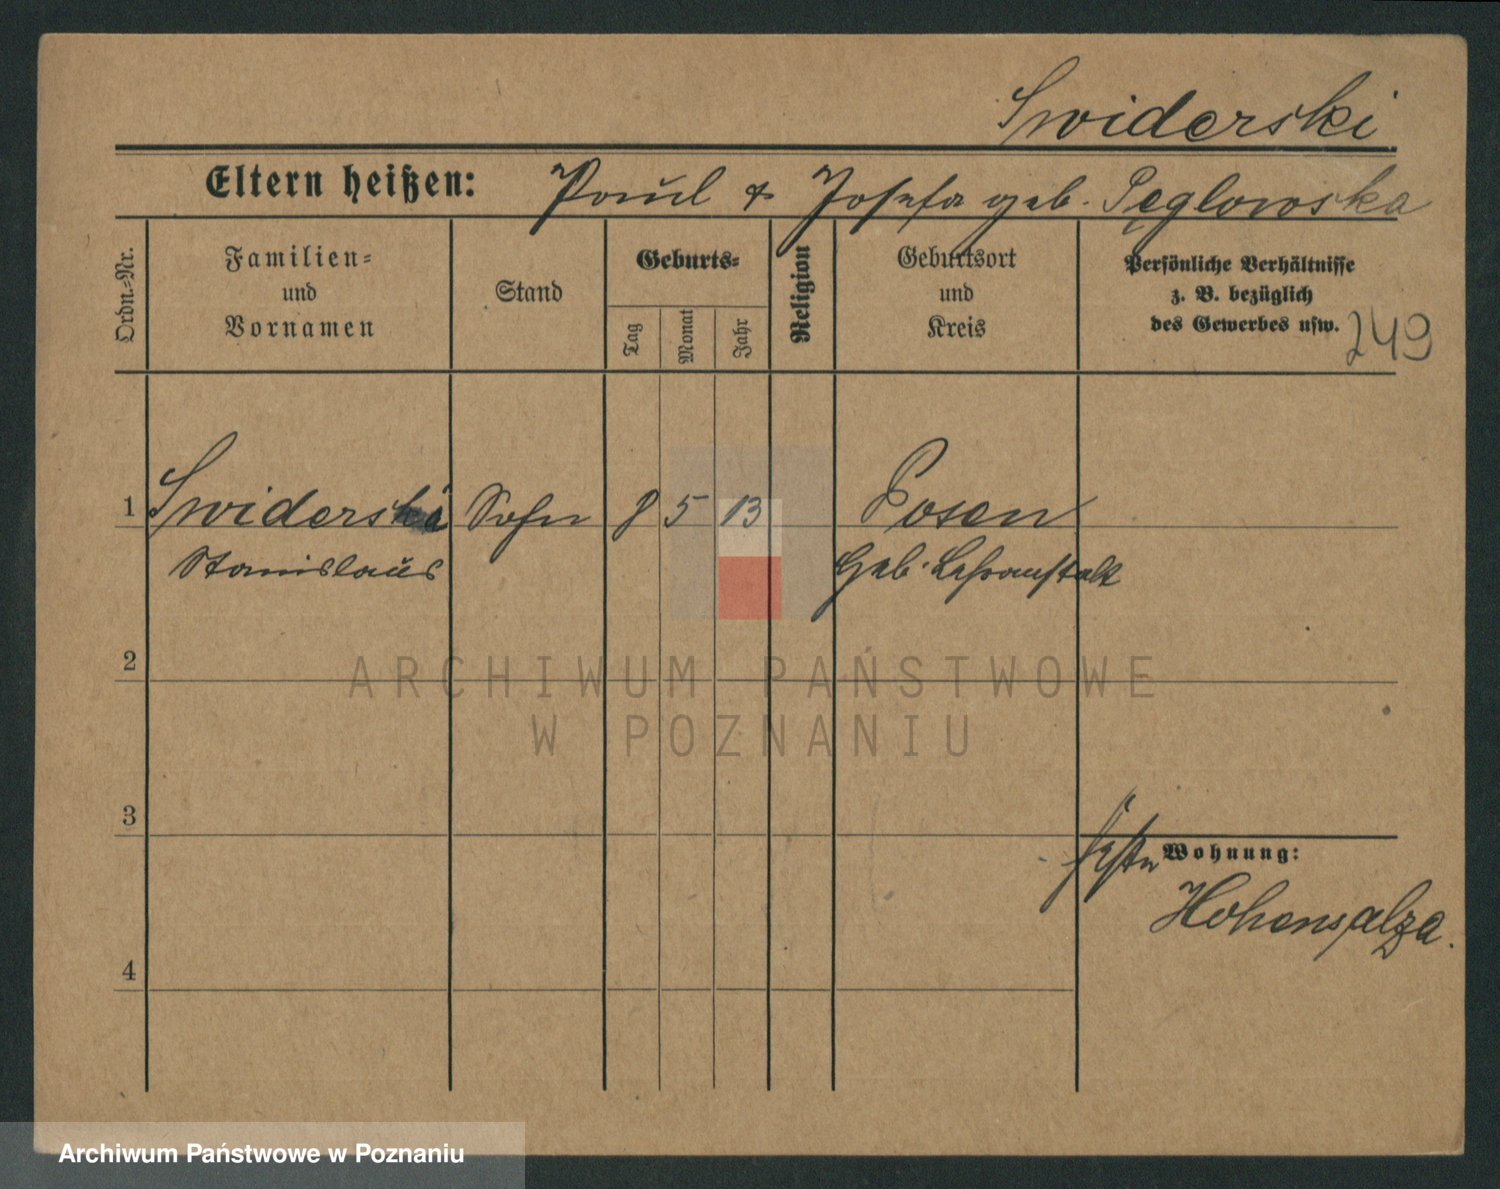 Swiderski
Eltern heißen: Paul & Josefa geb. Pęglowska
Ordn.-Nr.
Familien-
und
Vornamen
Stand
Geburts-
Tag
Monat
Jahr
Religion
Geburtsort
und
Kreis
Persönliche Verhältnisse
z. B. bezüglich
des Gewerbes usw.
249
1 Swiderski Sohn 8 5 13 Posen
Stanislaus Geb. Lehranstalt
2
ARCHIWUM PAŃSTWOWE
W POZNANIU
3
Wohnung:
Hohensalza.
4
Archiwum Państwowe w Poznaniu